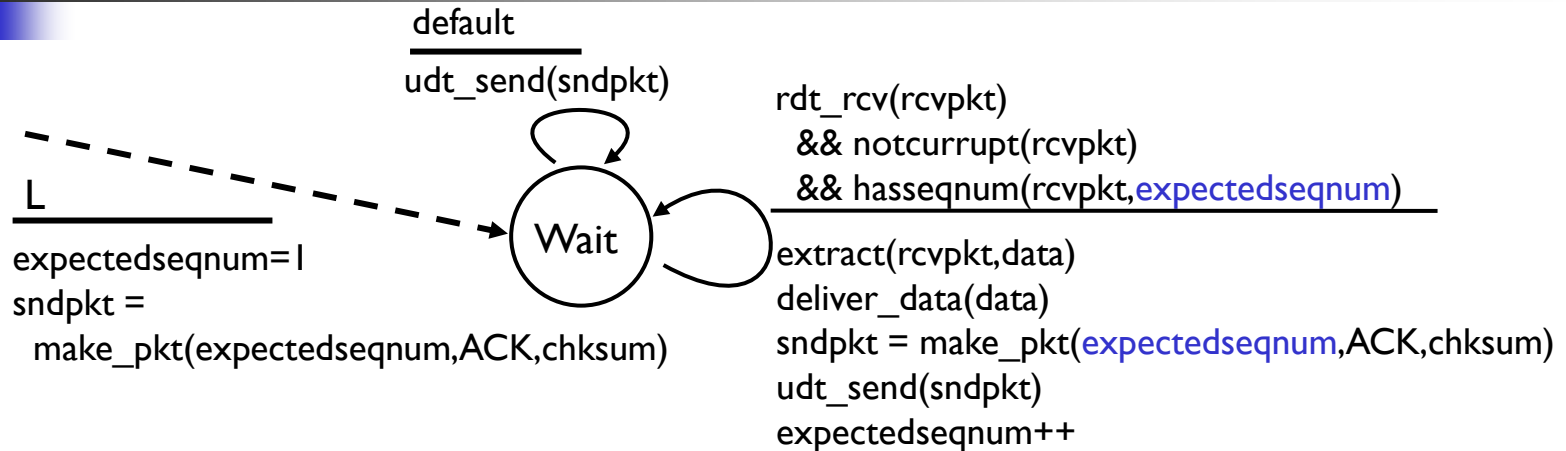 default
udt_send(sndpkt)
rdt_rcv(rcvpkt)
&& notcurrupt(rcvpkt)
&& hasseqnum(rcvpkt,expectedseqnum)
L
Wait
expectedseqnum=1
sndpkt =
make_pkt(expectedseqnum,ACK,chksum)
extract(rcvpkt,data)
deliver_data(data)
sndpkt = make_pkt(expectedseqnum,ACK,chksum)
udt_send(sndpkt)
expectedseqnum++